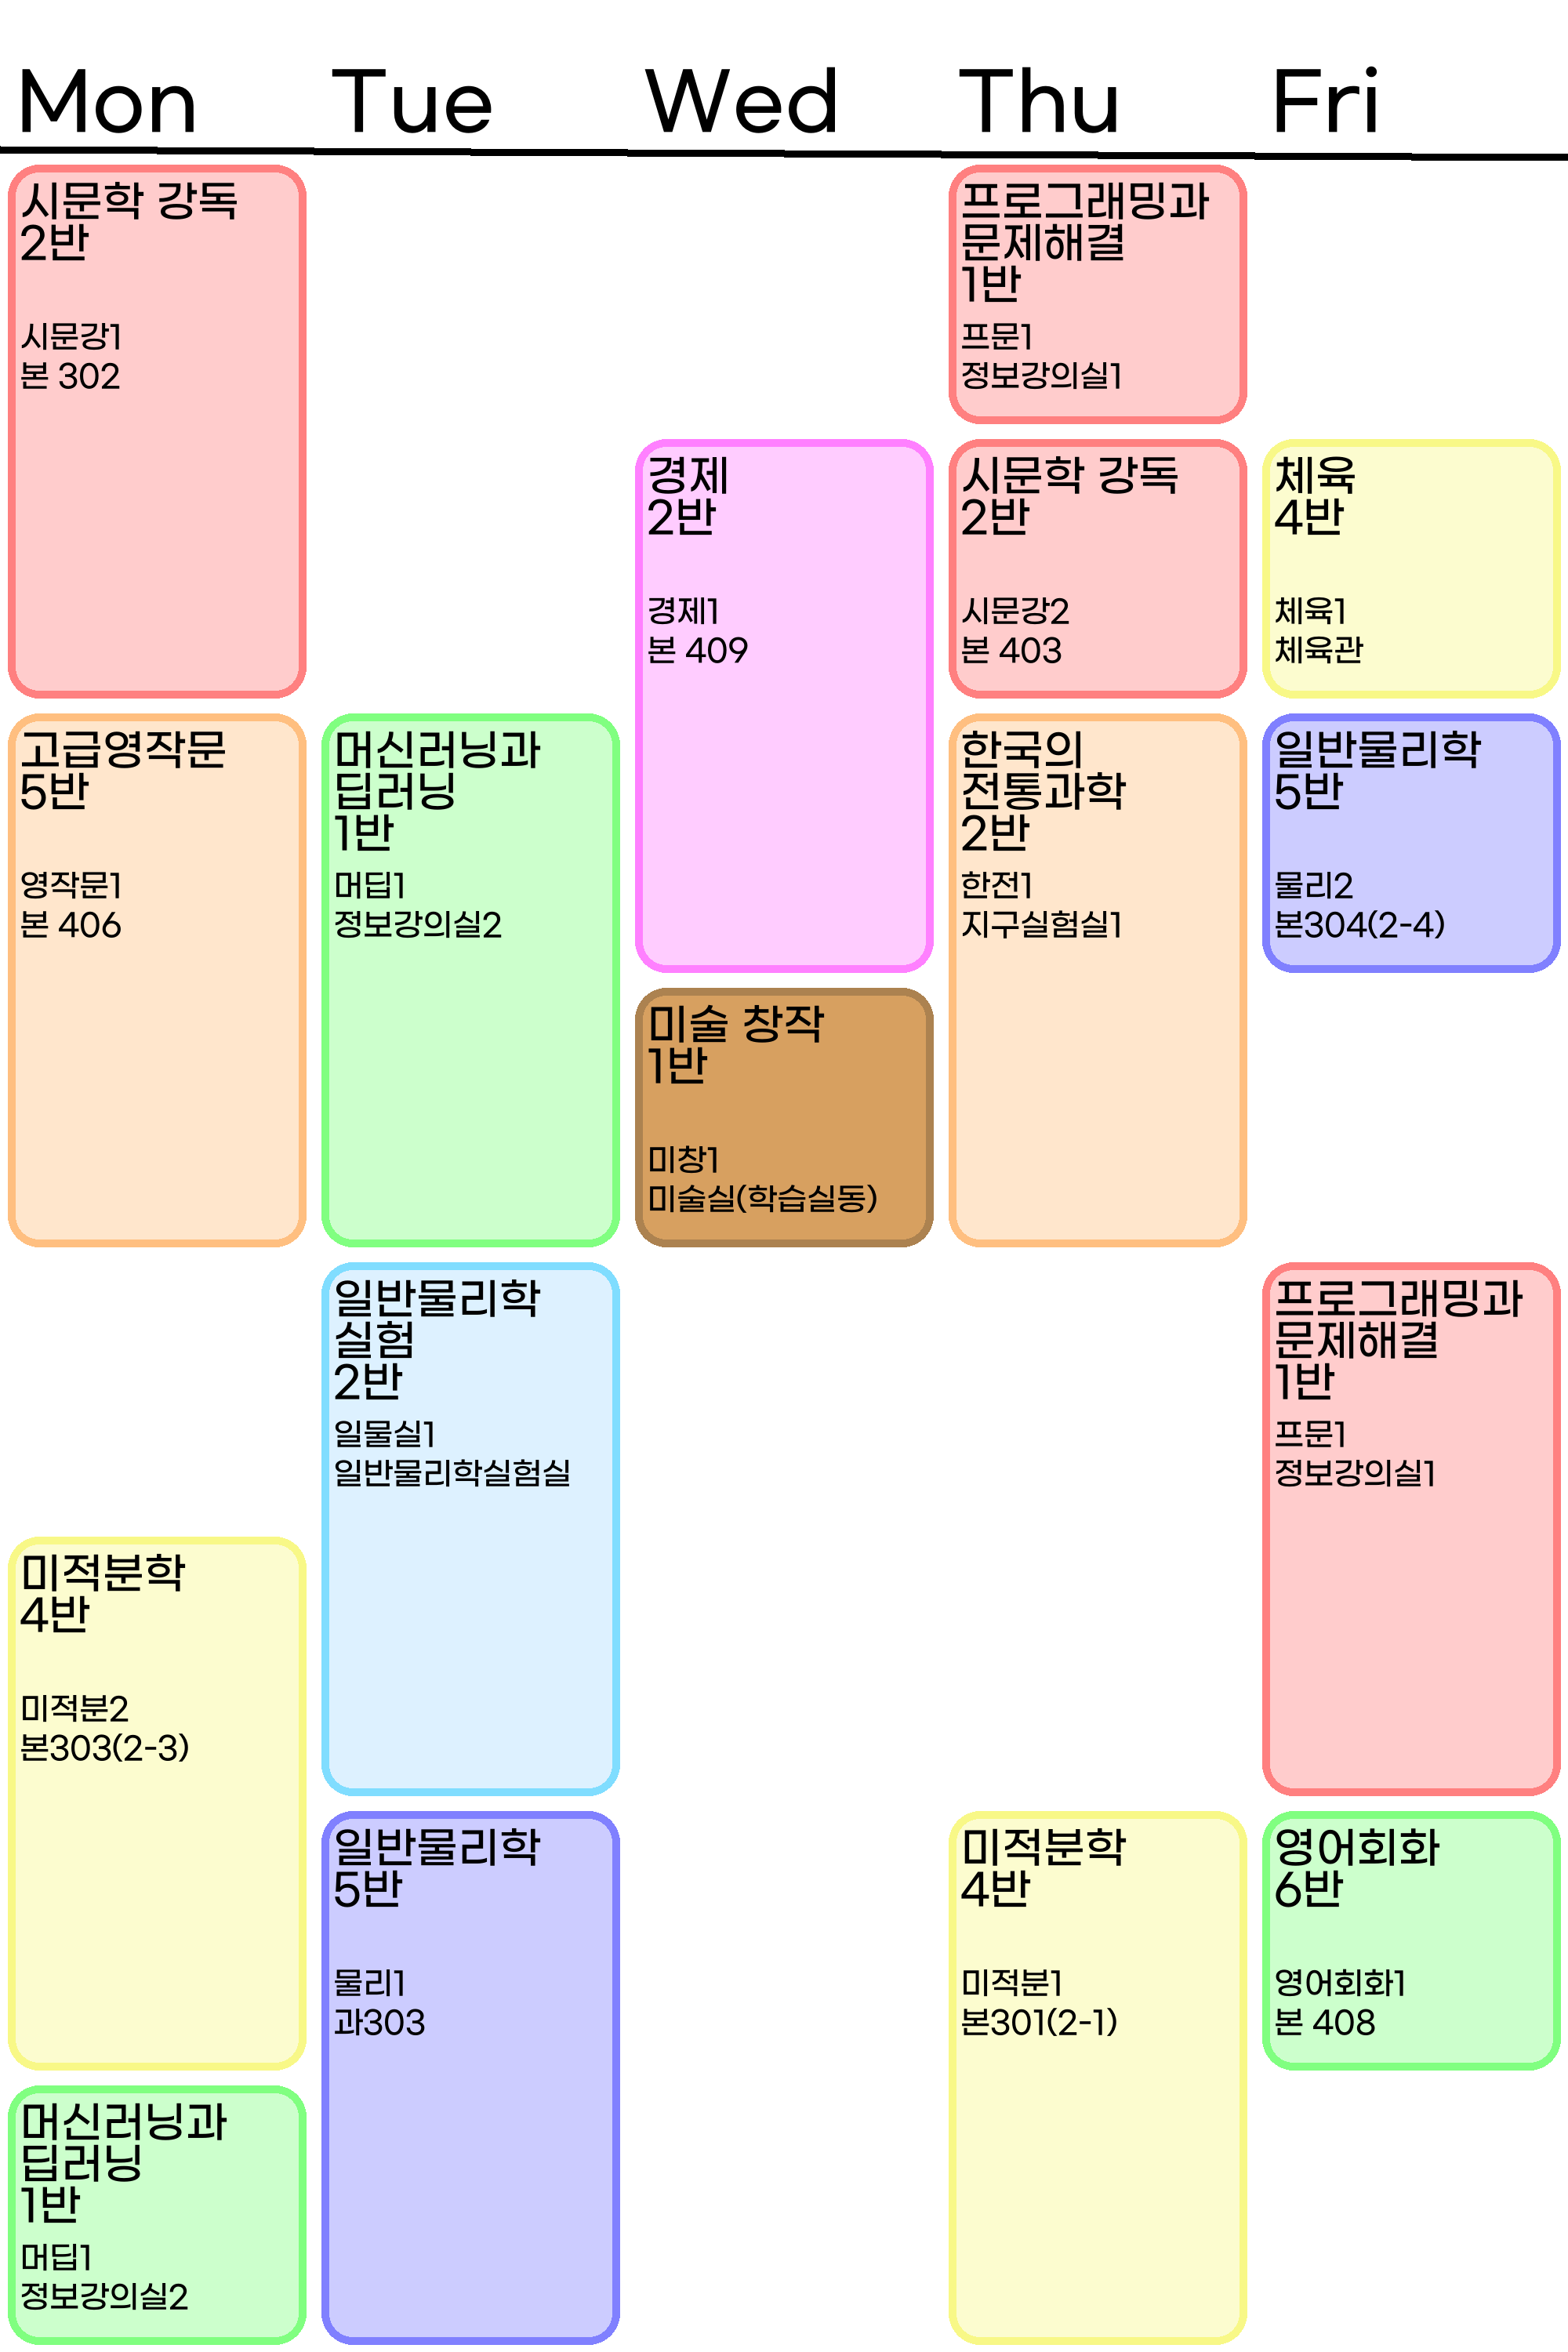 Mon
Tue
Wed
Thu
Fri
시문학 강독
2반
시문강1
본 302
고급영작문
5반
영작문1
본 406
미적분학
4반
미적분2
본303(2-3)
머신러닝과
딥러닝
1반
머딥1
정보강의실2
머신러닝과
딥러닝
1반
머딥1
정보강의실2
일반물리학
실험
2반
일물실1
일반물리학실험실
일반물리학
5반
물리1
과303
경제
2반
경제1
본 409
미술 창작
1반
미창1
미술실(학습실동)
프로그래밍과
문제해결
1반
프문1
정보강의실1
시문학 강독
2반
시문강2
본 403
한국의
전통과학
2반
한전1
지구실험실1
미적분학
4반
미적분1
본301(2-1)
체육
4반
체육1
체육관
일반물리학
5반
물리2
본304(2-4)
프로그래밍과
문제해결
1반
프문1
정보강의실1
영어회화
6반
영어회화1
본 408